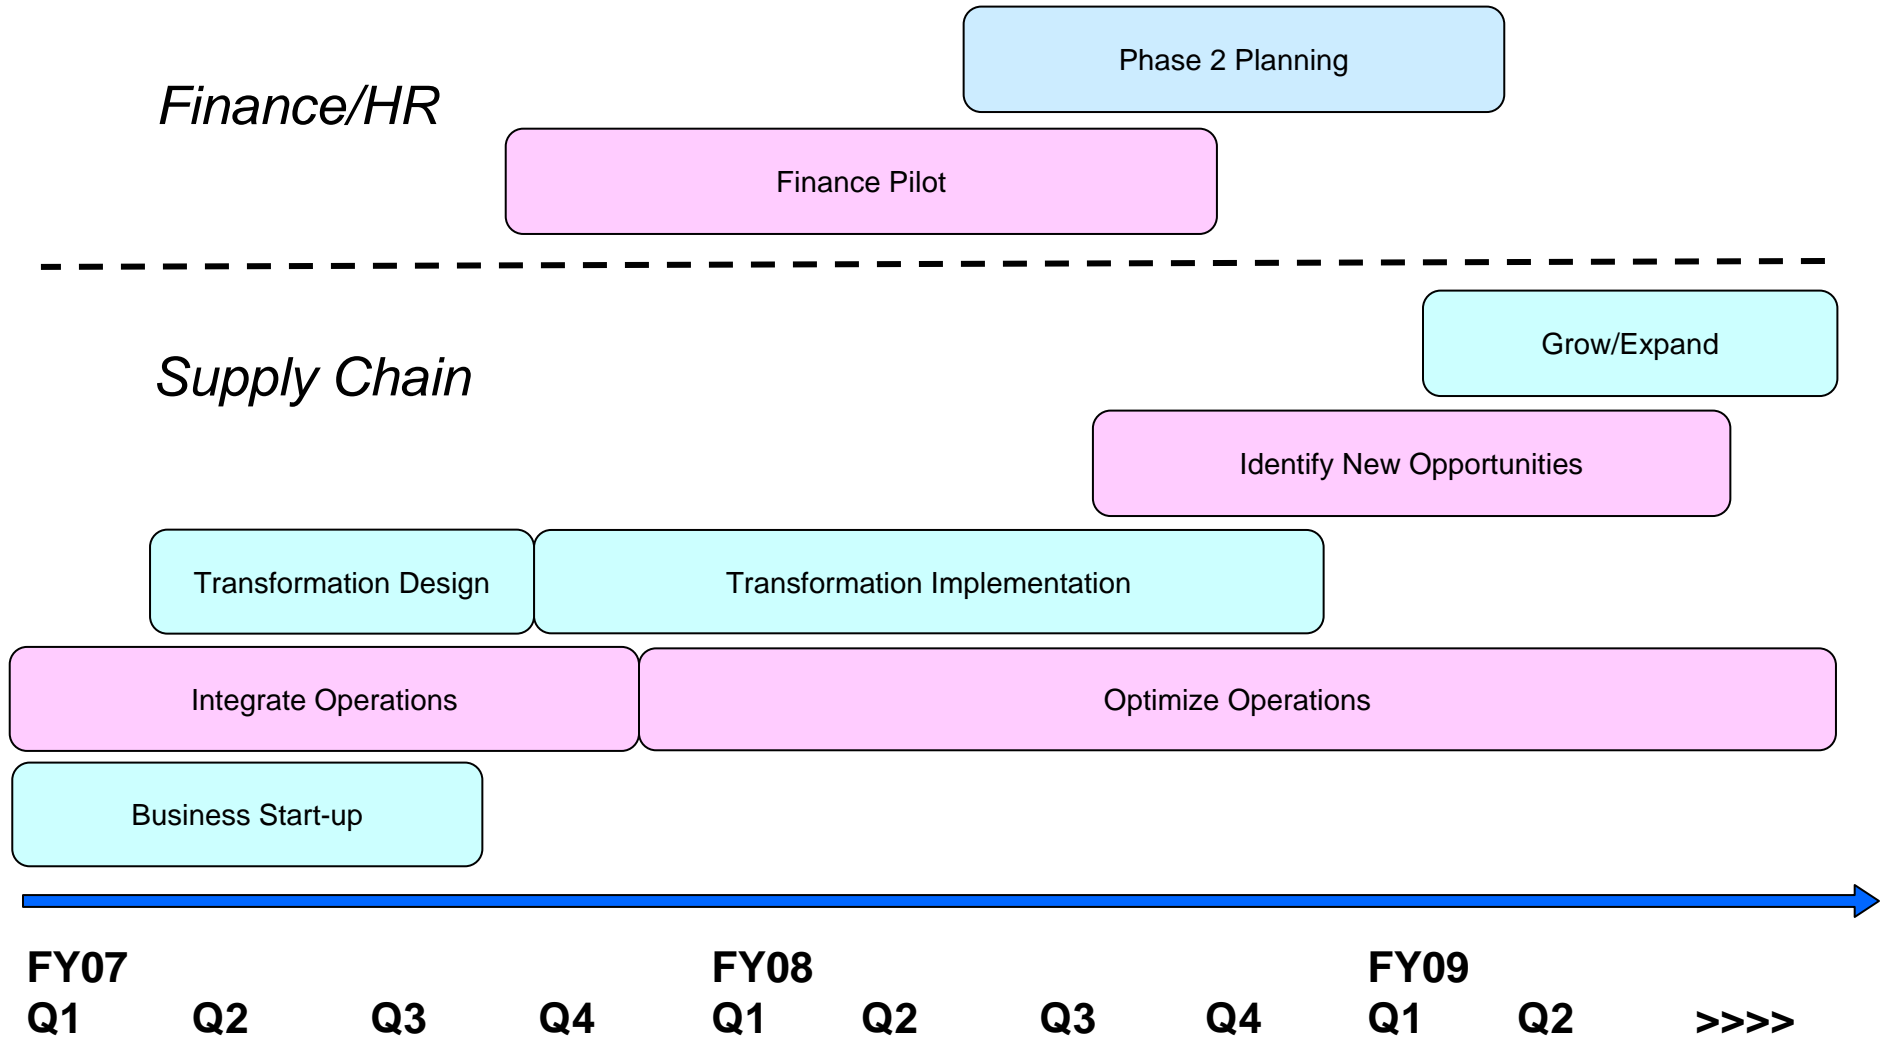 Phase 2 Planning
Finance/HR
Finance Pilot
Grow/Expand
Supply Chain
Identify New Opportunities
Transformation Design Transformation Implementation
Integrate Operations Optimize Operations
Business Start-up
FY07 FY08 FY09
Q1 Q2 Q3 Q4 Q1 Q2 Q3 Q4 Q1 Q2 >>>>